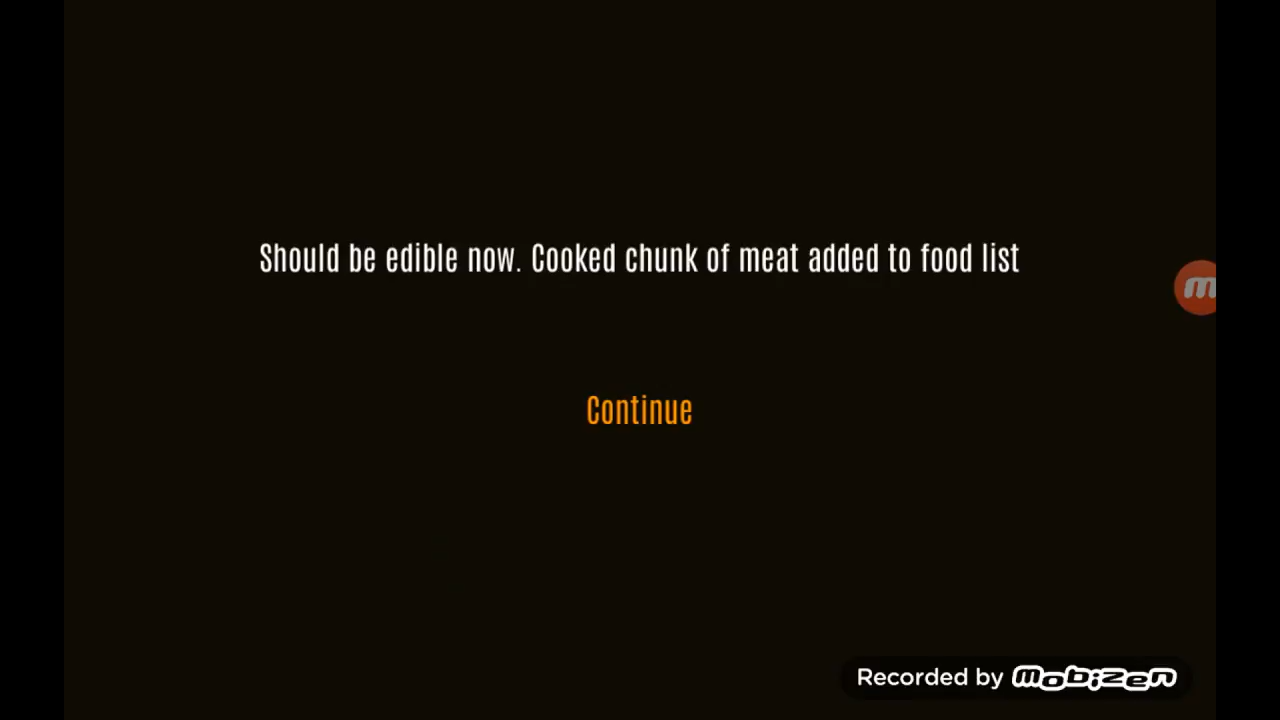 Should be edible now. Cooked chunk of meat added to food list
m
Continue
Recorded by mobizen